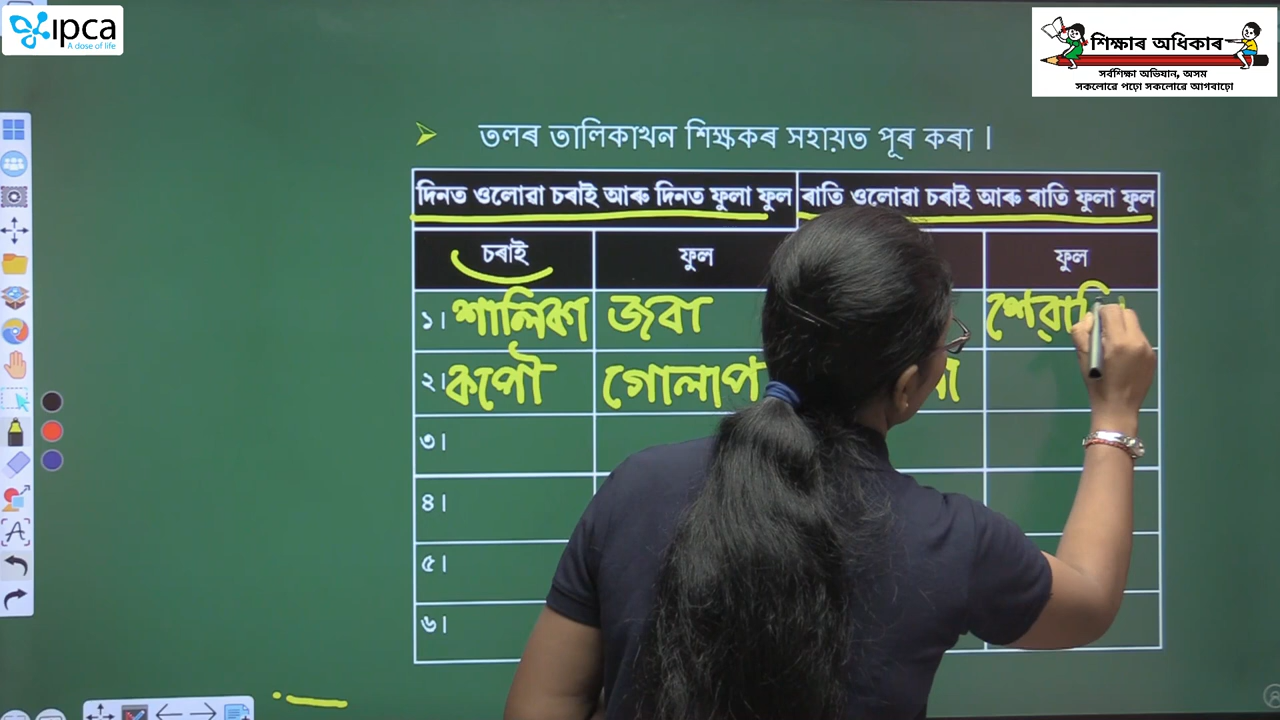 ipca
A dose of life
শিক্ষাৰ অধিকাৰ
সৰ্বশিক্ষা অভিযান, অসম
সকলোৱে পঢ়ো সকলোৱে আগবাঢ়ো
তলৰ তালিকাখন শিক্ষকৰ সহায়ত পূৰ কৰা ।
দিনত ওলোৱা চৰাই আৰু দিনত ফুলা ফুল ৰাতি ওলোৱা চৰাই আৰু ৰাতি ফুলা ফুল
চৰাই ফুল ফুল
১। শালিকা জবা
২। কপৌ গোলাপ
৩।
৪।
৫।
৬।